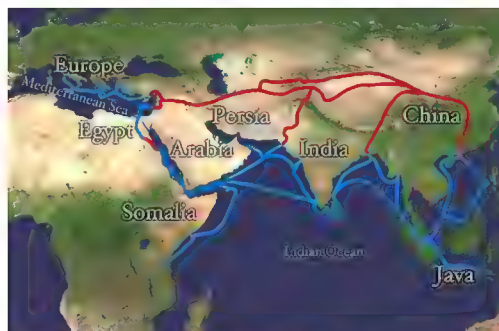 Europe
Mediterranean Sea
Egypt
Arabia
Persia
India
China
Somalia
Indian Ocean
Java